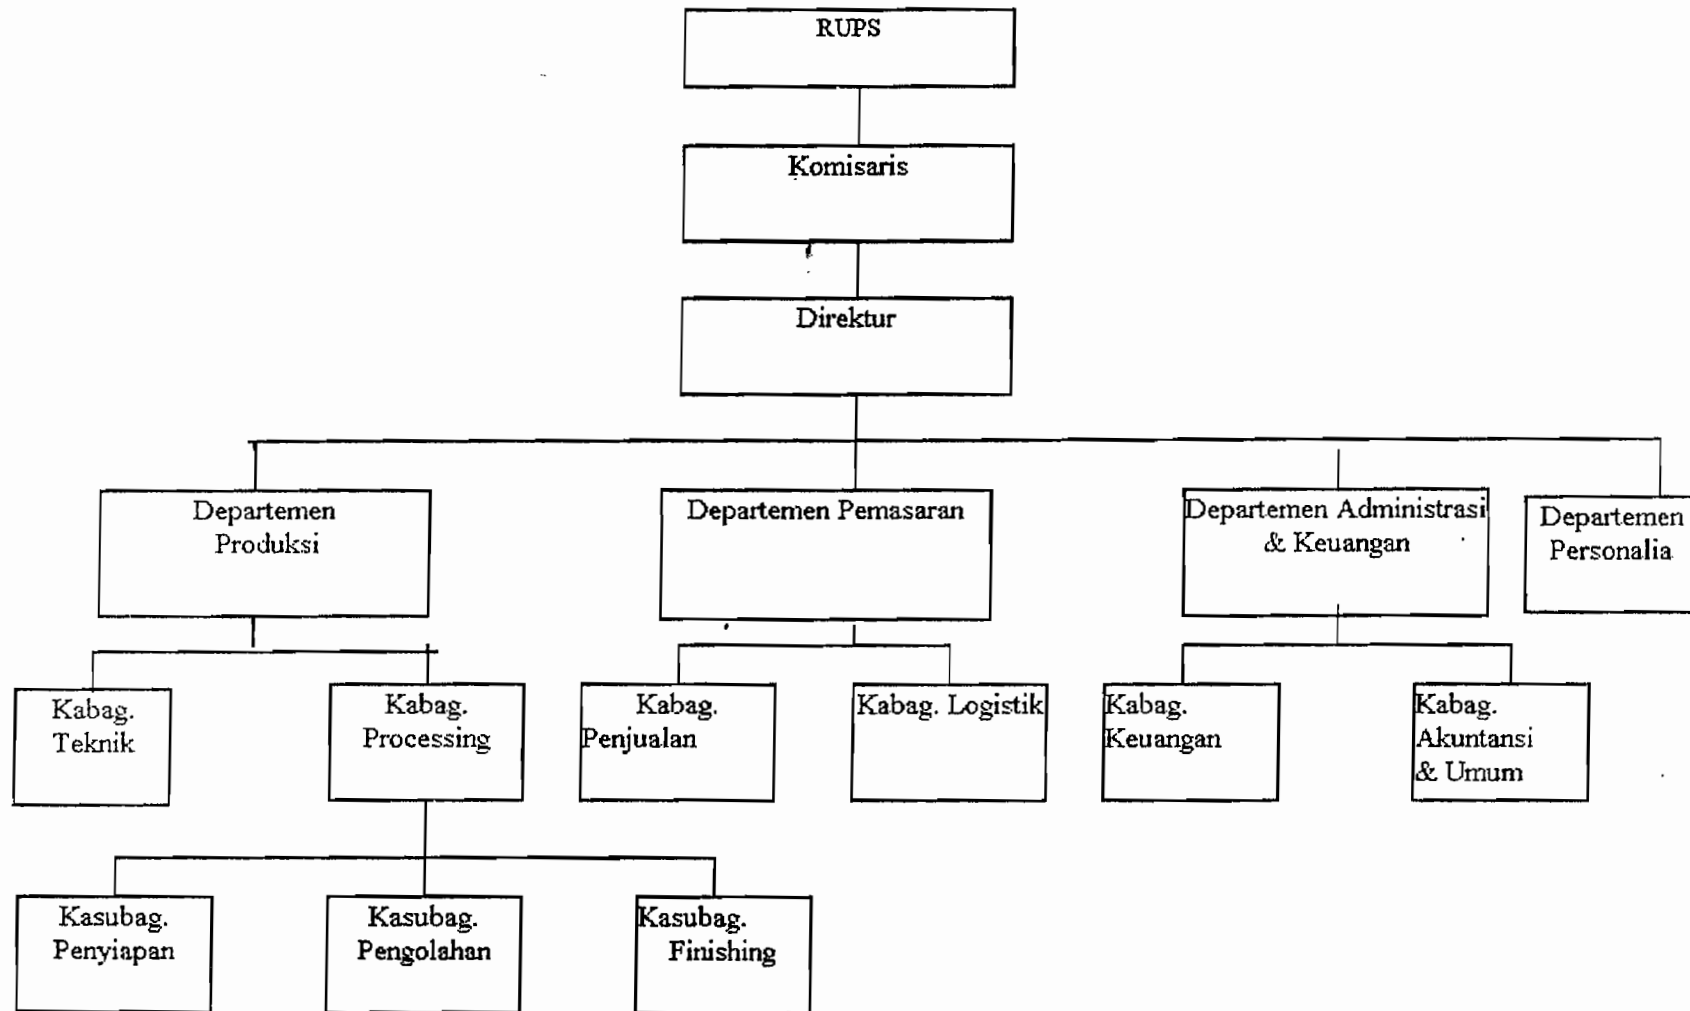 RUPS
Komisaris
Direktur
Departemen
Produksi
Departemen Pemasaran
Departemen Administrasi
& Keuangan
Departemen
Personalia
Kabag.
Teknik
Kabag.
Processing
Kabag.
Penjualan
Kabag. Logistik
Kabag.
Keuangan
Kabag.
Akuntansi
& Umum
Kasubag.
Penyiapan
Kasubag.
Pengolahan
Kasubag.
Finishing